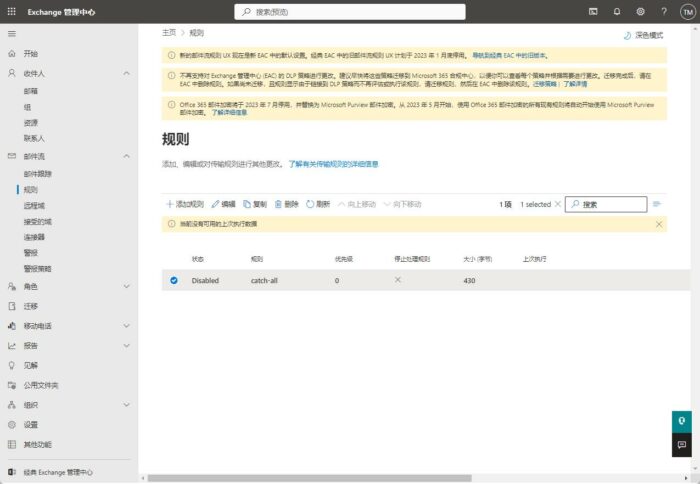 Exchange 管理中心
搜索(预览)
TM
主页 > 规则
深色模式
新的邮件流规则 UX 现在是新 EAC 中的默认设置。经典 EAC 中的旧邮件流规则 UX 计划于 2023 年 1 月度停用。 导航到经典 EAC 中的旧版本。
不再支持对 Exchange 管理中心 (EAC) 的 DLP 策略进行更改。建议尽快将这些策略迁移到 Microsoft 365 合规中心，以便你可以查看每个策略并根据需要进行更改。迁移完成后，请在
EAC 中删除规则。如果尚未迁移，且规则显示由于链接到 DLP 策略而不再评估或执行该规则，请迁移规则，然后在 EAC 中删除该规则。迁移策略 | 了解详情
Office 365 邮件加密将于 2023 年 7 月停用，并替换为 Microsoft Purview 邮件加密。从 2023 年 5 月开始，使用 Office 365 邮件加密的所有现有规则将自动开始使用 Microsoft Purview
邮件加密。 了解详细信息
规则
添加、编辑或对传输规则进行其他更改。 了解有关传输规则的详细信息
添加规则 编辑 复制 删除 刷新 向上移动 向下移动 1 项 1 selected 搜索
当前没有可用的上次执行数据
状态 规则 优先级 停止处理规则 大小 (字节) 上次执行
Disabled catch-all 0 430
开始
收件人
邮箱
组
资源
联系人
邮件流
邮件跟踪
规则
远程域
接受的域
连接器
警报
警报策略
角色
迁移
移动电话
报告
见解
公用文件夹
组织
设置
其他功能
经典 Exchange 管理中心